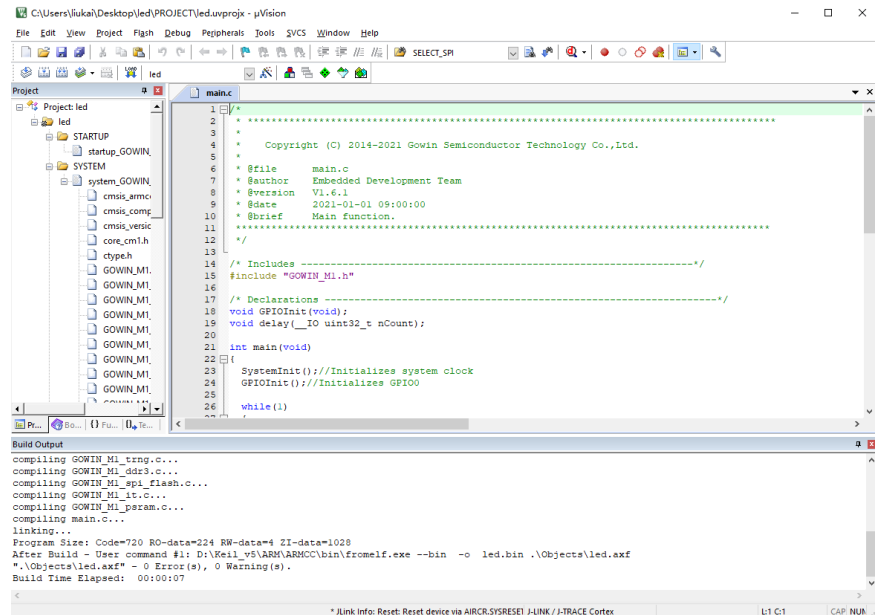 C:\Users\liukai\Desktop\led\PROJECT\led.uvprojx - µVision
File Edit View Project Flash Debug Peripherals Tools SVCS Window Help
SELECT_SPI
led
Project
main.c
Project: led
led
STARTUP
startup_GOWIN_
SYSTEM
system_GOWIN_
cmsis_armcc
cmsis_comp
cmsis_versic
core_cm1.h
ctype.h
GOWIN_M1.
GOWIN_M1_
GOWIN_M1_
GOWIN_M1_
GOWIN_M1_
GOWIN_M1_
Pr... Bo... {} Fu... Te...
1 /*
2 * *****************************************************************************************
3 *
4 * Copyright (C) 2014-2021 Gowin Semiconductor Technology Co.,Ltd.
5 *
6 * @file main.c
7 * @author Embedded Development Team
8 * @version V1.6.1
9 * @date 2021-01-01 09:00:00
10 * @brief Main function.
11 ******************************************************************************************
12 */
13
14 /* Includes ------------------------------------------------------------------*/
15 #include "GOWIN_M1.h"
16
17 /* Declarations ------------------------------------------------------------------*/
18 void GPIOInit(void);
19 void delay(__IO uint32_t nCount);
20
21 int main(void)
22 {
23 SystemInit();//Initializes system clock
24 GPIOInit();//Initializes GPIO0
25
26 while(1)
Build Output
compiling GOWIN_M1_trng.c...
compiling GOWIN_M1_ddr3.c...
compiling GOWIN_M1_spi_flash.c...
compiling GOWIN_M1_it.c...
compiling GOWIN_M1_psram.c...
compiling main.c...
linking...
Program Size: Code=720 RO-data=224 RW-data=4 ZI-data=1028
After Build - User command #1: D:\Keil_v5\ARM\ARMCC\bin\fromelf.exe --bin -o led.bin .\Objects\led.axf
".\Objects\led.axf" - 0 Error(s), 0 Warning(s).
Build Time Elapsed: 00:00:07
* JLink Info: Reset: Reset device via AIRCR.SYSRESET J-LINK / J-TRACE Cortex L:1 C:1 CAP NUM